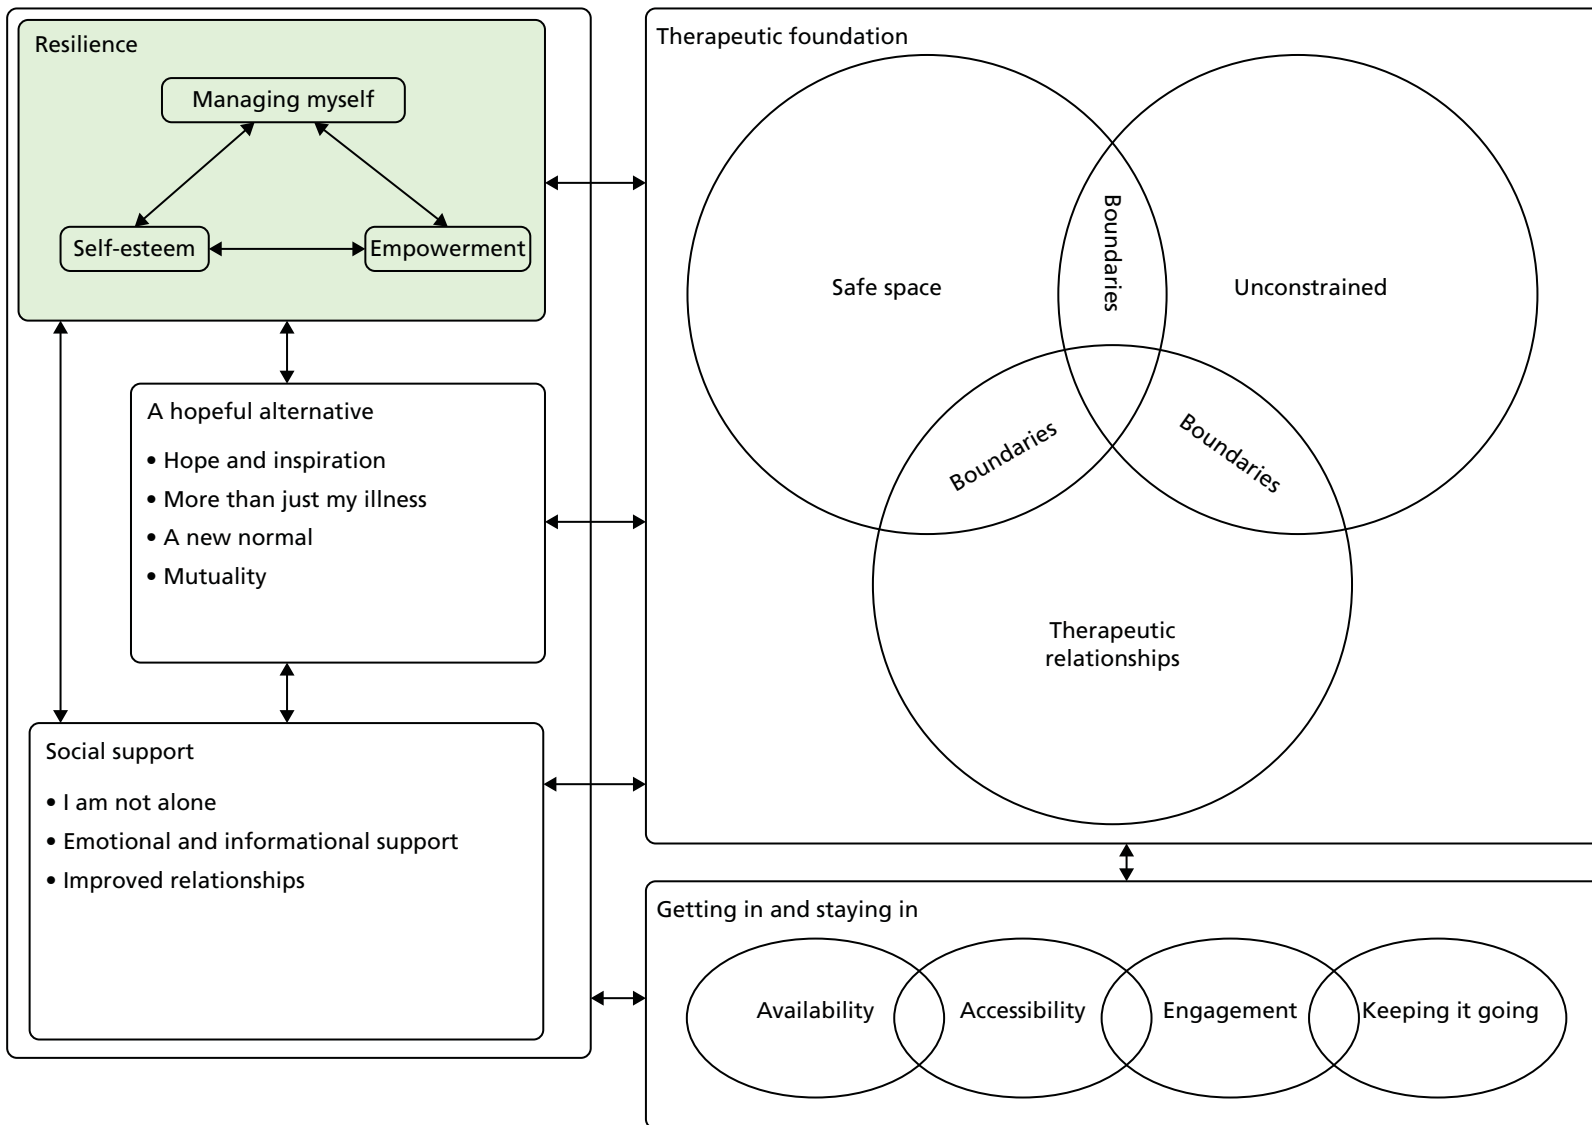 Resilience
Managing myself
Self-esteem
Empowerment
A hopeful alternative
• Hope and inspiration
• More than just my illness
• A new normal
• Mutuality
Social support
• I am not alone
• Emotional and informational support
• Improved relationships
Therapeutic foundation
Safe space
Boundaries
Unconstrained
Boundaries
Boundaries
Therapeutic
relationships
Getting in and staying in
Availability
Accessibility
Engagement
Keeping it going